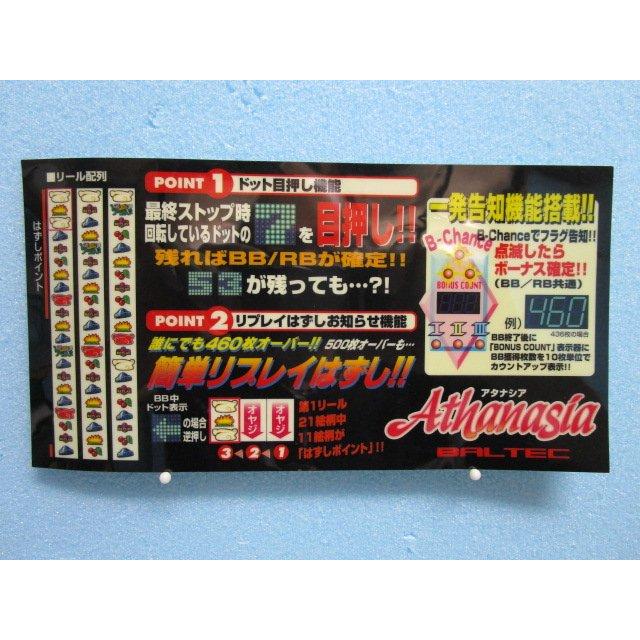 ■リール配列
はずしポイント
POINT 1 ドット目押し機能
最終ストップ時
回転しているドットの 7 を 目押し!!
残ればBB/RBが確定!!
53 が残っても…?!
POINT 2 リプレイはずしお知らせ機能
誰にでも460枚オーバー!! 500枚オーバーも…
簡単リスレイはずし!!
BB中
ドット表示
の場合
逆押し
オヤジ
オヤジ
3◀2◀1
第1リール
21絵柄中
11絵柄が
「はずしポイント」!!
一発告知機能搭載!!
B-Chance
B-Chanceでフラグ告知!!
点滅したら
ボーナス確定!!
(BB/RB共通)
BONUS COUNT
I II III
例) 460
436枚の場合
BB終了後に
「BONUS COUNT」表示器に
BB獲得枚数を10枚単位で
カウントアップ表示!!
アタナシア
Athanasia
BALTEC